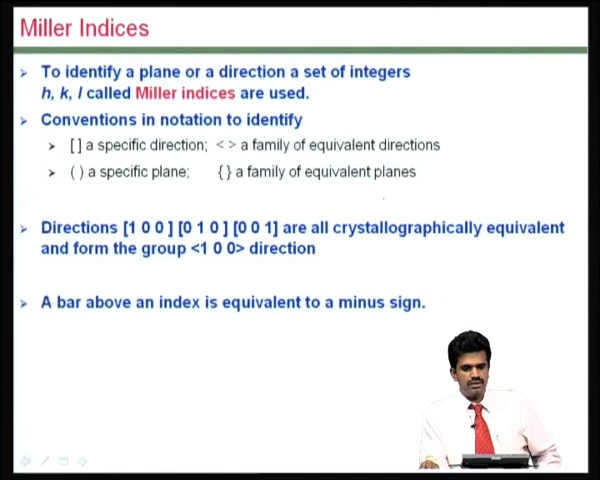 Miller Indices
To identify a plane or a direction a set of integers
h, k, l called Miller indices are used.
Conventions in notation to identify
[ ] a specific direction; < > a family of equivalent directions
( ) a specific plane; { } a family of equivalent planes
Directions [1 0 0 ] [0 1 0 ] [0 0 1] are all crystallographically equivalent
and form the group <1 0 0> direction
A bar above an index is equivalent to a minus sign.